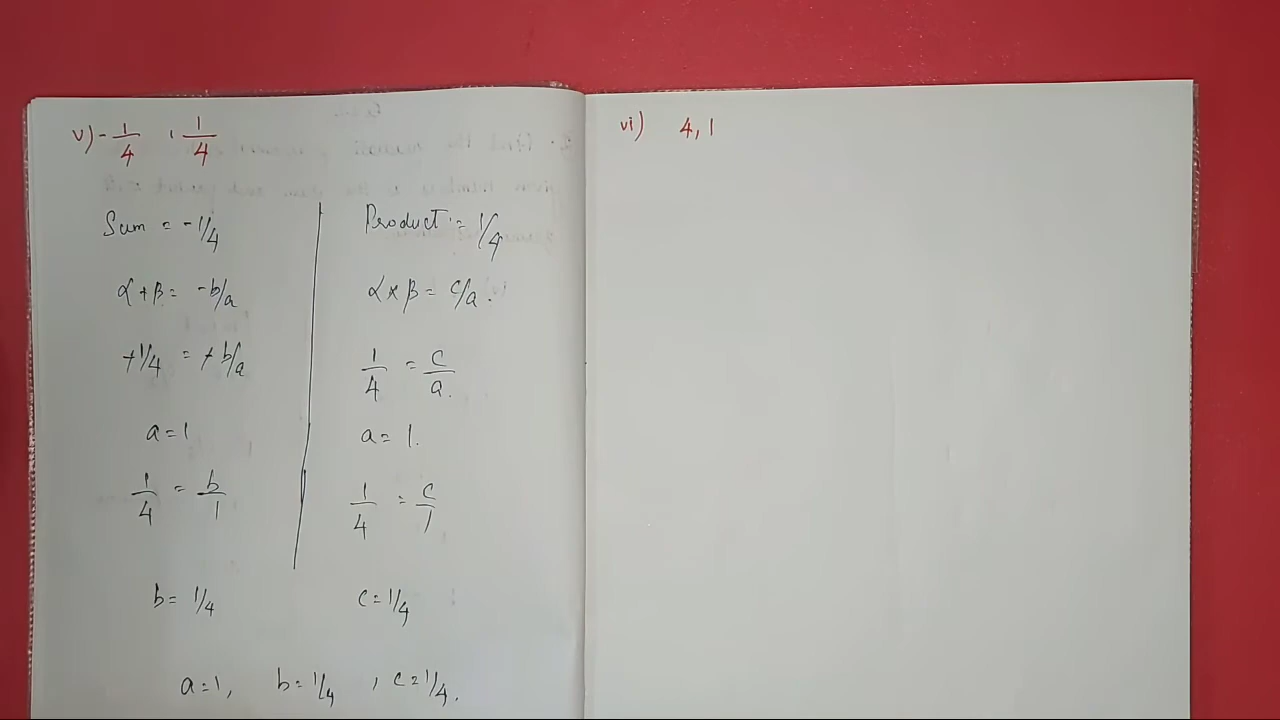 v) - 1/4 , 1/4
Sum = -1/4
α + β = -b/a
+1/4 = +b/a
a = 1
1/4 = b/1
b = 1/4
Product = 1/4
α × β = c/a.
1/4 = c/a.
a = 1.
1/4 = c/1
c = 1/4
a = 1, b = 1/4 , c = 1/4.
vi) 4, 1